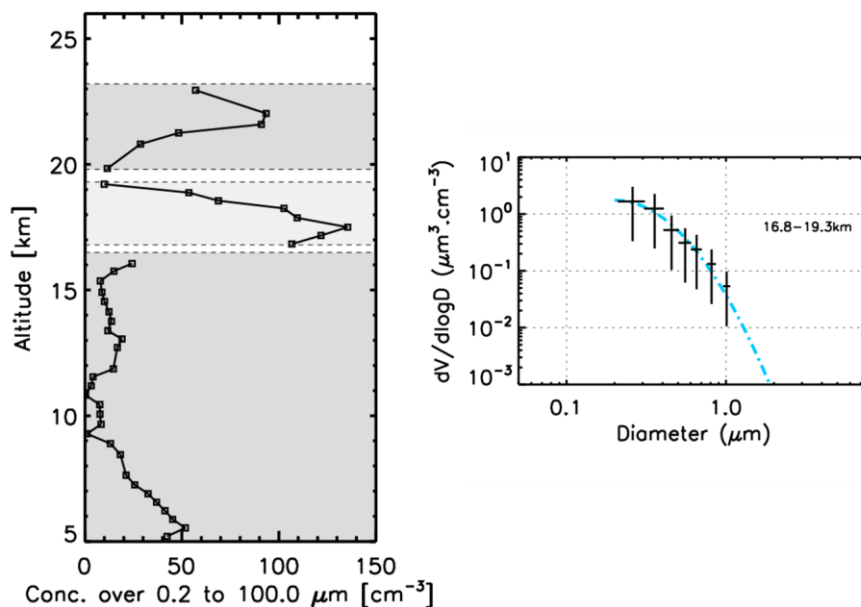 25
20
15
10
5
Altitude [km]
0 50 100 150
Conc. over 0.2 to 100.0 μm [cm⁻³]
10¹
10⁰
10⁻¹
10⁻²
10⁻³
dV/dlogD (μm³.cm⁻³)
16.8–19.3km
0.1 1.0
Diameter (μm)